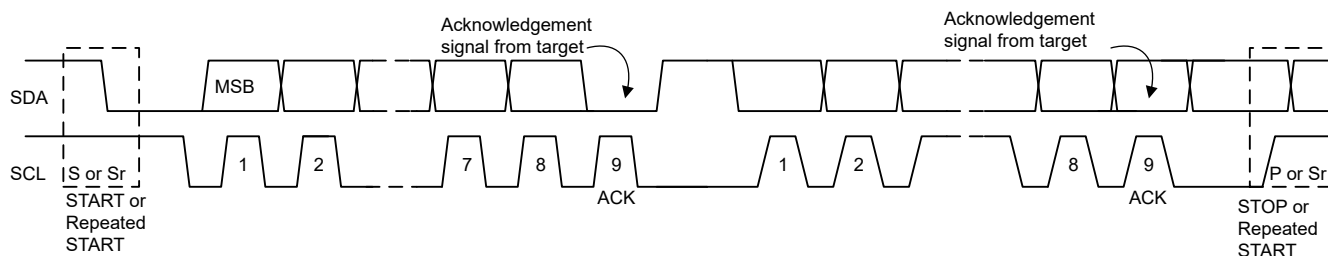 Acknowledgement
signal from target
Acknowledgement
signal from target
SDA
MSB
SCL
1
2
7
8
9
1
2
8
9
S or Sr
P or Sr
ACK
ACK
START or
Repeated
START
STOP or
Repeated
START